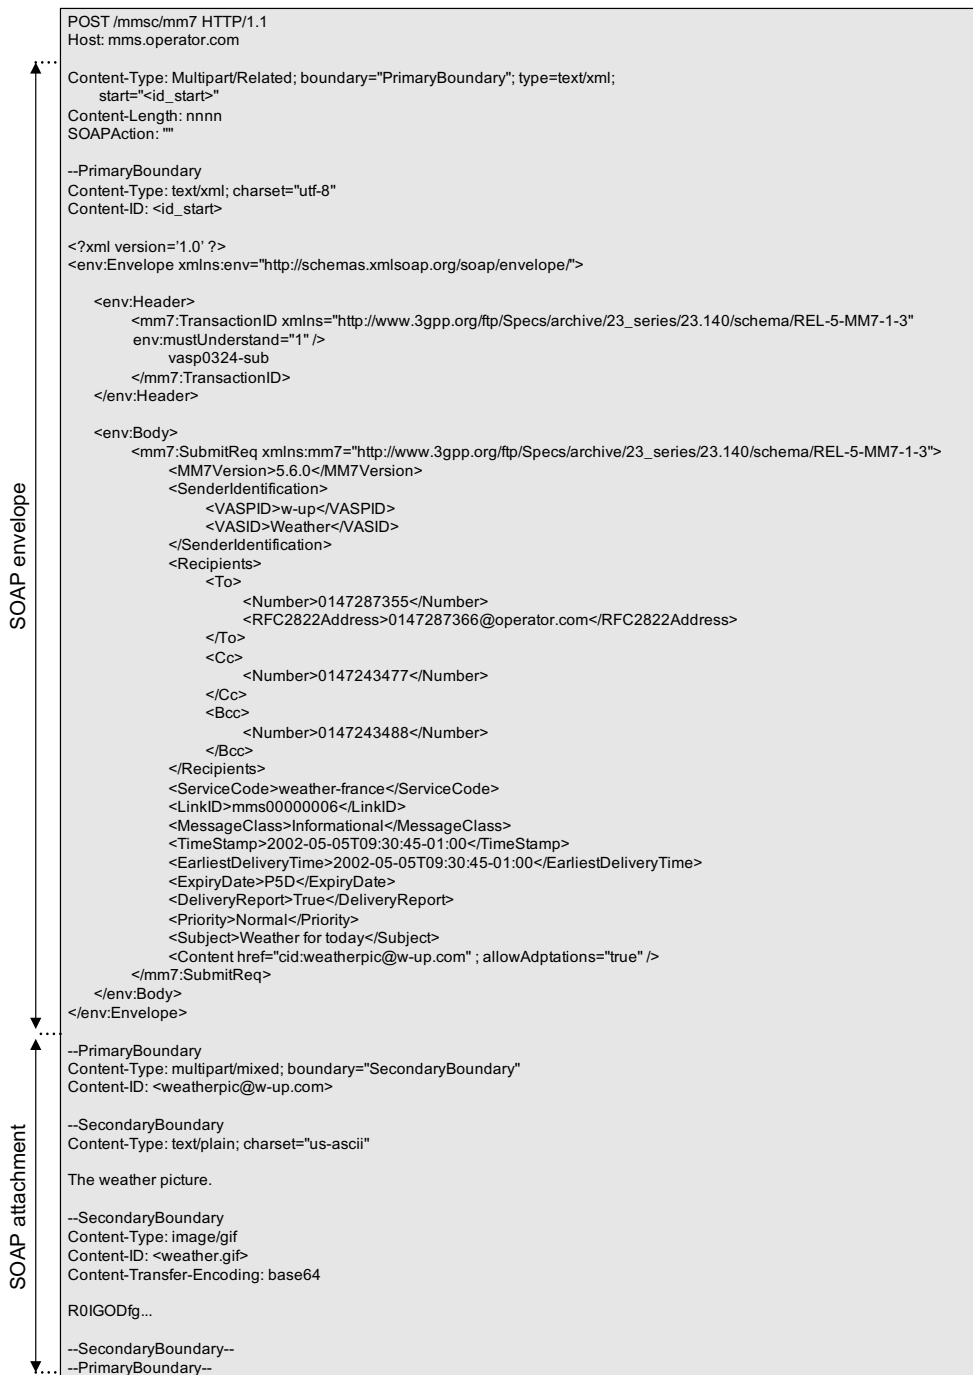 POST /mmsc/mm7 HTTP/1.1
Host: mms.operator.com
Content-Type: Multipart/Related; boundary="PrimaryBoundary"; type=text/xml;
start="<id_start>"
Content-Length: nnnn
SOAPAction: ""
--PrimaryBoundary
Content-Type: text/xml; charset="utf-8"
Content-ID: <id_start>
<?xml version='1.0' ?>
<env:Envelope xmlns:env="http://schemas.xmlsoap.org/soap/envelope/">
<env:Header>
<mm7:TransactionID xmlns="http://www.3gpp.org/ftp/Specs/archive/23_series/23.140/schema/REL-5-MM7-1-3"
env:mustUnderstand="1" />
vasp0324-sub
</mm7:TransactionID>
</env:Header>
<env:Body>
<mm7:SubmitReq xmlns:mm7="http://www.3gpp.org/ftp/Specs/archive/23_series/23.140/schema/REL-5-MM7-1-3">
<MM7Version>5.6.0</MM7Version>
<SenderIdentification>
<VASPID>w-up</VASPID>
<VASID>Weather</VASID>
</SenderIdentification>
<Recipients>
<To>
<Number>0147287355</Number>
<RFC2822Address>0147287366@operator.com</RFC2822Address>
</To>
<Cc>
<Number>0147243477</Number>
</Cc>
<Bcc>
<Number>0147243488</Number>
</Bcc>
</Recipients>
<ServiceCode>weather-france</ServiceCode>
<LinkID>mms00000006</LinkID>
<MessageClass>Informational</MessageClass>
<TimeStamp>2002-05-05T09:30:45-01:00</TimeStamp>
<EarliestDeliveryTime>2002-05-05T09:30:45-01:00</EarliestDeliveryTime>
<ExpiryDate>P5D</ExpiryDate>
<DeliveryReport>True</DeliveryReport>
<Priority>Normal</Priority>
<Subject>Weather for today</Subject>
<Content href="cid:weatherpic@w-up.com" ; allowAdptations="true" />
</mm7:SubmitReq>
</env:Body>
</env:Envelope>
SOAP envelope
--PrimaryBoundary
Content-Type: multipart/mixed; boundary="SecondaryBoundary"
Content-ID: <weatherpic@w-up.com>
--SecondaryBoundary
Content-Type: text/plain; charset="us-ascii"
The weather picture.
--SecondaryBoundary
Content-Type: image/gif
Content-ID: <weather.gif>
Content-Transfer-Encoding: base64
R0lGODfg...
--SecondaryBoundary--
--PrimaryBoundary--
SOAP attachment